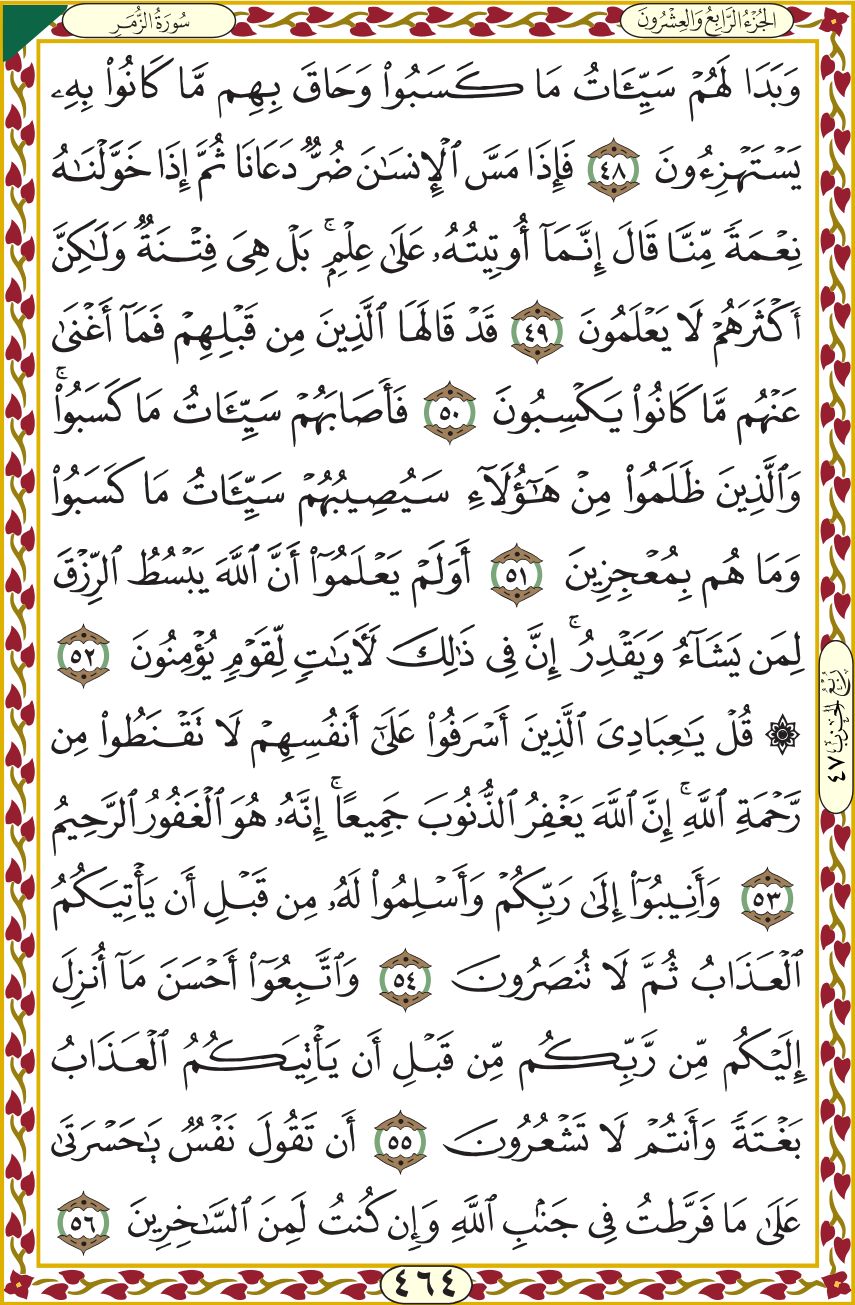 سُورَةُ الزُّمَرِ
الجُزْءُ الرَّابِعُ وَالعِشْرُونَ
وَبَدَا لَهُمْ سَيِّـَٔاتُ مَا كَسَبُوا۟ وَحَاقَ بِهِم مَّا كَانُوا۟ بِهِۦ
يَسْتَهْزِءُونَ ٤٨ فَإِذَا مَسَّ ٱلْإِنسَٰنَ ضُرٌّ دَعَانَا ثُمَّ إِذَا خَوَّلْنَٰهُ
نِعْمَةً مِّنَّا قَالَ إِنَّمَآ أُوتِيتُهُۥ عَلَىٰ عِلْمٍۭ ۚ بَلْ هِىَ فِتْنَةٌ وَلَٰكِنَّ
أَكْثَرَهُمْ لَا يَعْلَمُونَ ٤٩ قَدْ قَالَهَا ٱلَّذِينَ مِن قَبْلِهِمْ فَمَآ أَغْنَىٰ
عَنْهُم مَّا كَانُوا۟ يَكْسِبُونَ ٥٠ فَأَصَابَهُمْ سَيِّـَٔاتُ مَا كَسَبُوا۟ ۚ
وَٱلَّذِينَ ظَلَمُوا۟ مِنْ هَٰٓؤُلَآءِ سَيُصِيبُهُمْ سَيِّـَٔاتُ مَا كَسَبُوا۟
وَمَا هُم بِمُعْجِزِينَ ٥١ أَوَلَمْ يَعْلَمُوٓا۟ أَنَّ ٱللَّهَ يَبْسُطُ ٱلرِّزْقَ
لِمَن يَشَآءُ وَيَقْدِرُ ۚ إِنَّ فِى ذَٰلِكَ لَـَٔايَٰتٍ لِّقَوْمٍ يُؤْمِنُونَ ٥٢
۞ قُلْ يَٰعِبَادِىَ ٱلَّذِينَ أَسْرَفُوا۟ عَلَىٰٓ أَنفُسِهِمْ لَا تَقْنَطُوا۟ مِن
رَّحْمَةِ ٱللَّهِ ۚ إِنَّ ٱللَّهَ يَغْفِرُ ٱلذُّنُوبَ جَمِيعًا ۚ إِنَّهُۥ هُوَ ٱلْغَفُورُ ٱلرَّحِيمُ
٥٣ وَأَنِيبُوٓا۟ إِلَىٰ رَبِّكُمْ وَأَسْلِمُوا۟ لَهُۥ مِن قَبْلِ أَن يَأْتِيَكُمُ
ٱلْعَذَابُ ثُمَّ لَا تُنصَرُونَ ٥٤ وَٱتَّبِعُوٓا۟ أَحْسَنَ مَآ أُنزِلَ
إِلَيْكُم مِّن رَّبِّكُم مِّن قَبْلِ أَن يَأْتِيَكُمُ ٱلْعَذَابُ
بَغْتَةً وَأَنتُمْ لَا تَشْعُرُونَ ٥٥ أَن تَقُولَ نَفْسٌ يَٰحَسْرَتَىٰ
عَلَىٰ مَا فَرَّطتُ فِى جَنۢبِ ٱللَّهِ وَإِن كُنتُ لَمِنَ ٱلسَّٰخِرِينَ ٥٦
رُبْعُ الحِزْبِ ٤٧
٤٦٤